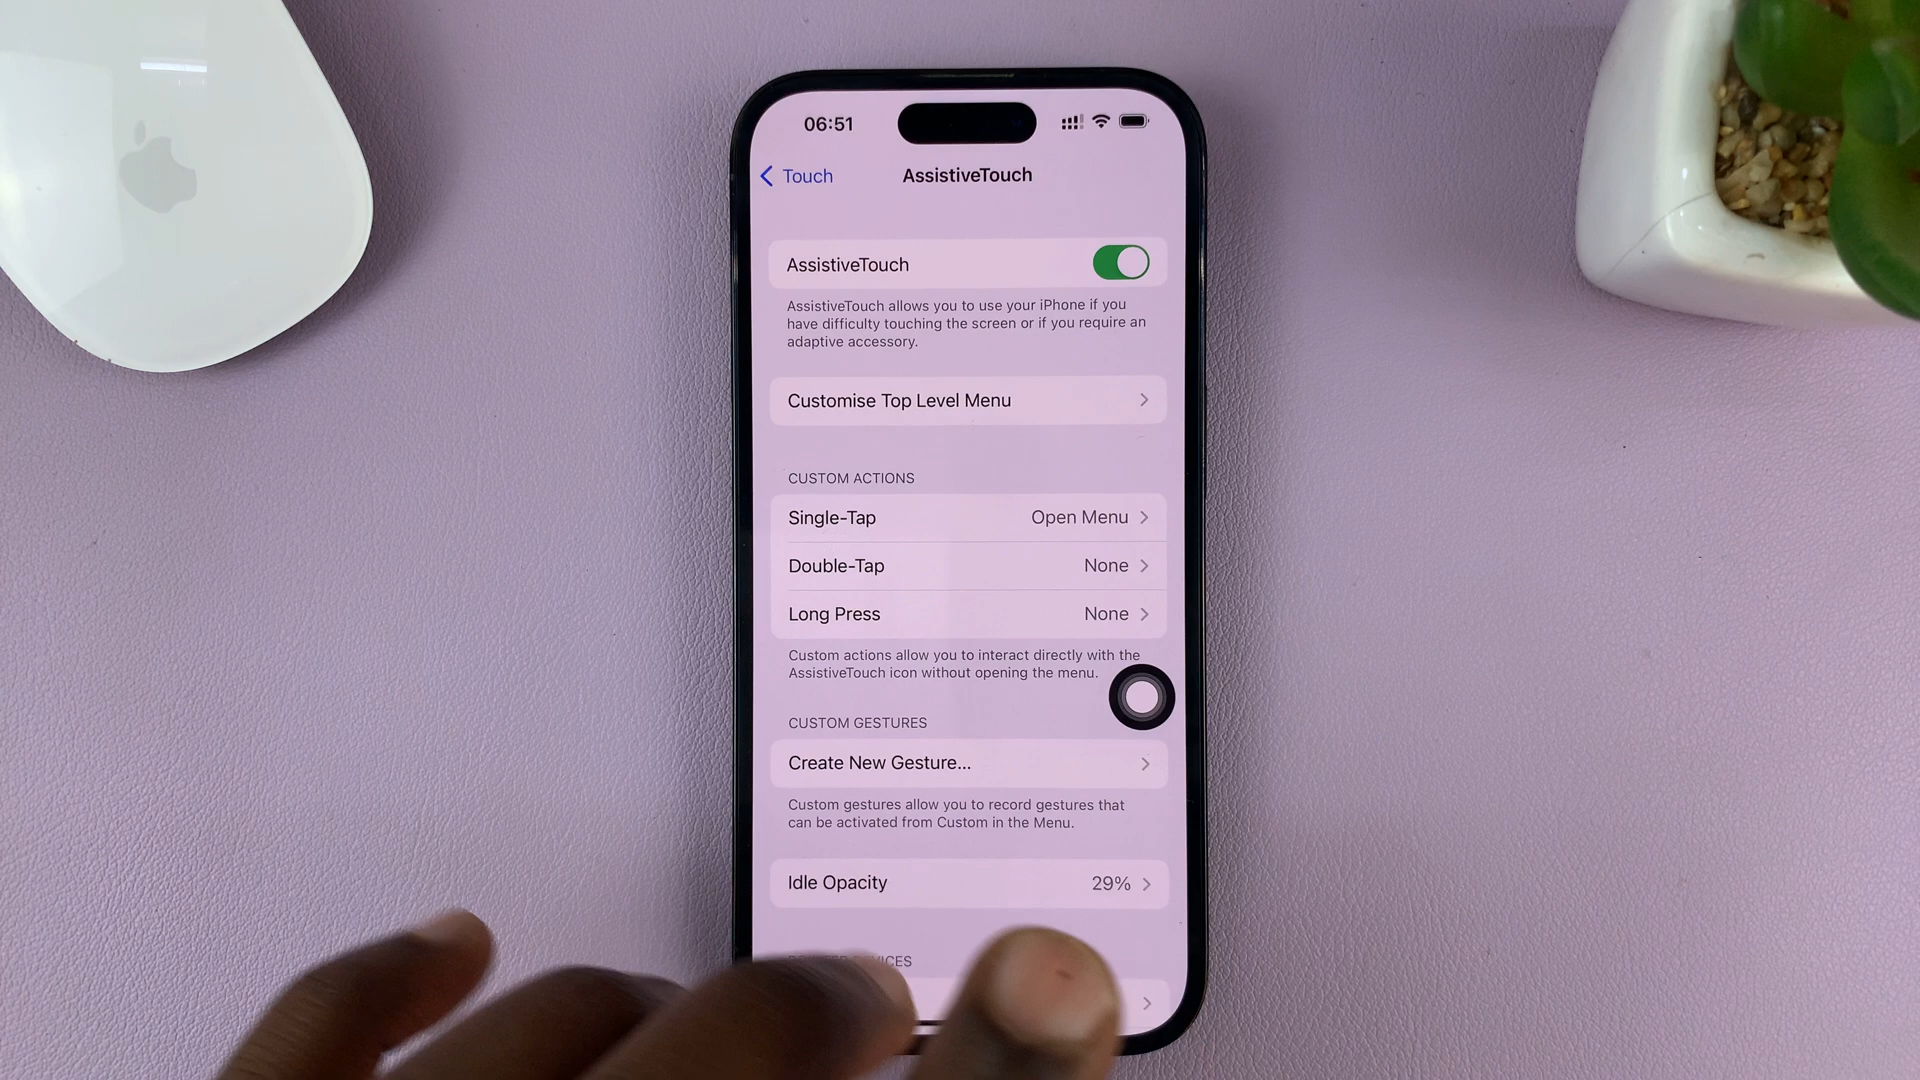 06:51
Touch
AssistiveTouch
AssistiveTouch
AssistiveTouch allows you to use your iPhone if you
have difficulty touching the screen or if you require an
adaptive accessory.
Customise Top Level Menu
CUSTOM ACTIONS
Single-Tap Open Menu
Double-Tap None
Long Press None
Custom actions allow you to interact directly with the
AssistiveTouch icon without opening the menu.
CUSTOM GESTURES
Create New Gesture...
Custom gestures allow you to record gestures that
can be activated from Custom in the Menu.
Idle Opacity 29%